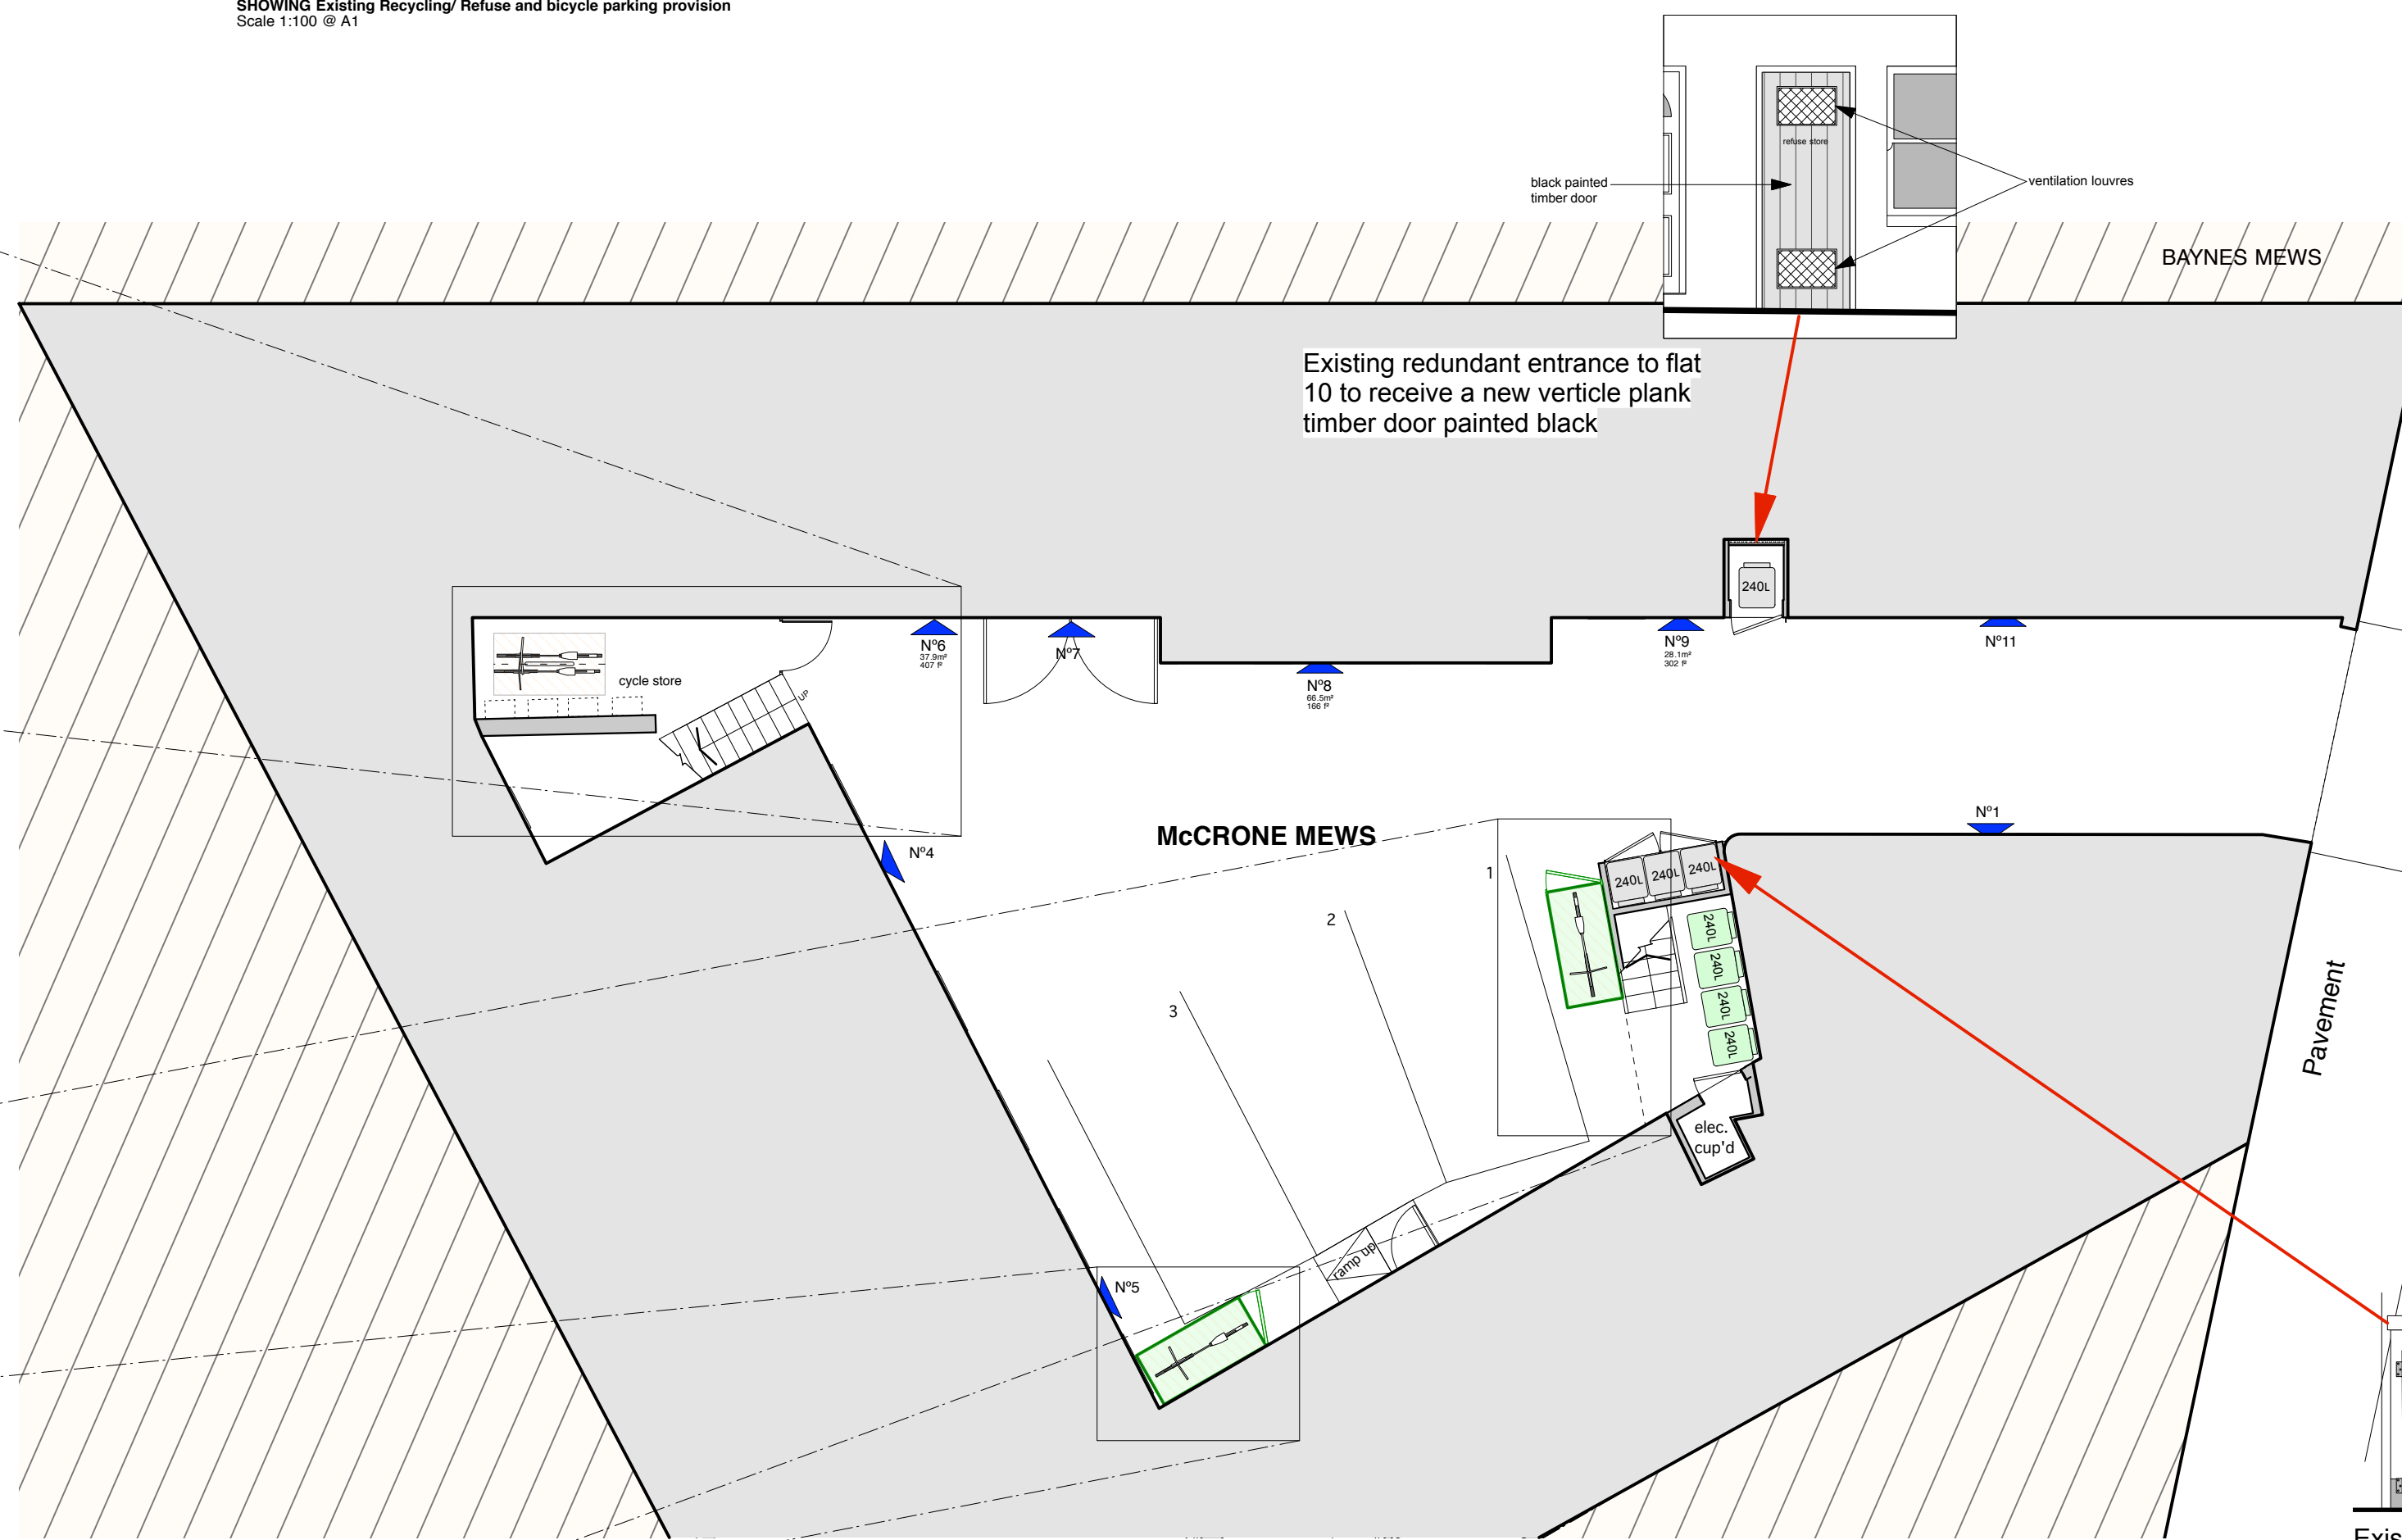 SHOWING Existing Recycling/ Refuse and bicycle parking provision
Scale 1:100 @ A1
refuse store
black painted
timber door
ventilation louvres
BAYNES MEWS
Existing redundant entrance to flat
10 to receive a new verticle plank
timber door painted black
240L
Nº6
37.9m²
407 f²
Nº7
Nº8
66.5m²
166 f²
Nº9
28.1m²
302 f²
Nº11
cycle store
UP
Nº1
McCRONE MEWS
Nº4
1
2
3
240L
240L
240L
240L
240L
240L
240L
Pavement
elec.
cup'd
ramp up
Nº5